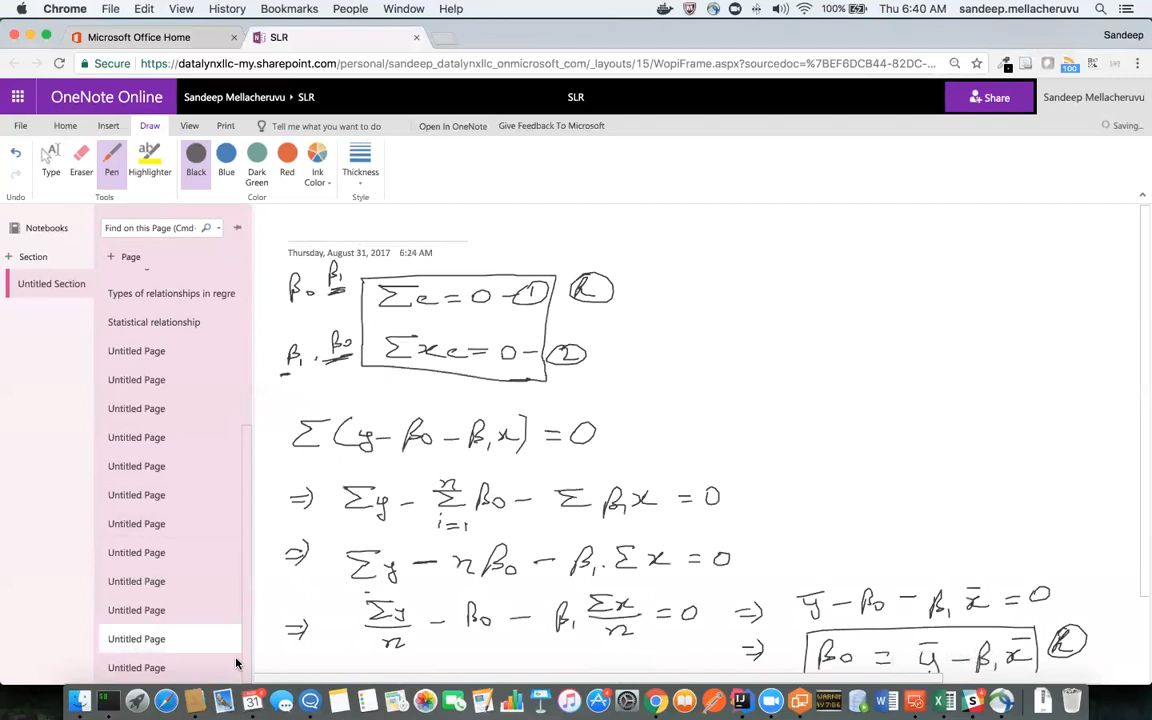 Chrome File Edit View History Bookmarks People Window Help 100% Thu 6:40 AM sandeep.mellacheruvu
Microsoft Office Home × SLR × Sandeep
Secure https://datalynxllc-my.sharepoint.com/personal/sandeep_datalynxllc_onmicrosoft_com/_layouts/15/WopiFrame.aspx?sourcedoc=%7BEF6DCB44-82DC-... 100
OneNote Online Sandeep Mellacheruvu ▸ SLR SLR Share Sandeep Mellacheruvu
File Home Insert Draw View Print Tell me what you want to do Open In OneNote Give Feedback To Microsoft Saving...
Type Eraser Pen Highlighter Black Blue Dark Green Red Ink Color Thickness
Undo Tools Color Style
Notebooks Find on this Page (Cmd
+ Section + Page
Untitled Section
Types of relationships in regre
Statistical relationship
Untitled Page
Untitled Page
Untitled Page
Untitled Page
Untitled Page
Untitled Page
Untitled Page
Untitled Page
Untitled Page
Untitled Page
Untitled Page
Untitled Page
Thursday, August 31, 2017 6:24 AM
β0 β1 Σe = 0 - ①
β1 . β0 Σxe = 0 - ②
Σ(y - β0 - β1x) = 0
⇒ Σy - Σ_{i=1}^{n} β0 - Σ β1x = 0
⇒ Σy - nβ0 - β1.Σx = 0
⇒ Σy/n - β0 - β1 Σx/n = 0 ⇒ ȳ - β0 - β1 x̄ = 0
⇒ β0 = ȳ - β1x̄